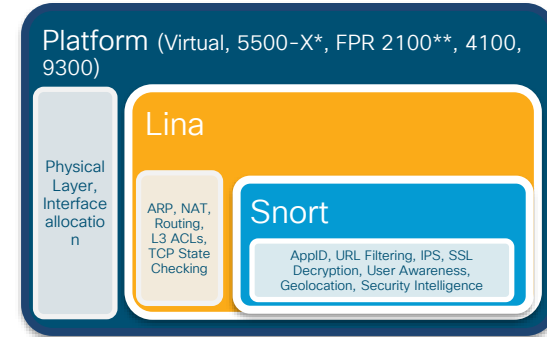 Platform (Virtual, 5500-X*, FPR 2100**, 4100,
9300)
Lina
Physical
Layer,
Interface
allocatio
n
ARP, NAT,
Routing,
L3 ACLs,
TCP State
Checking
Snort
AppID, URL Filtering, IPS, SSL
Decryption, User Awareness,
Geolocation, Security Intelligence